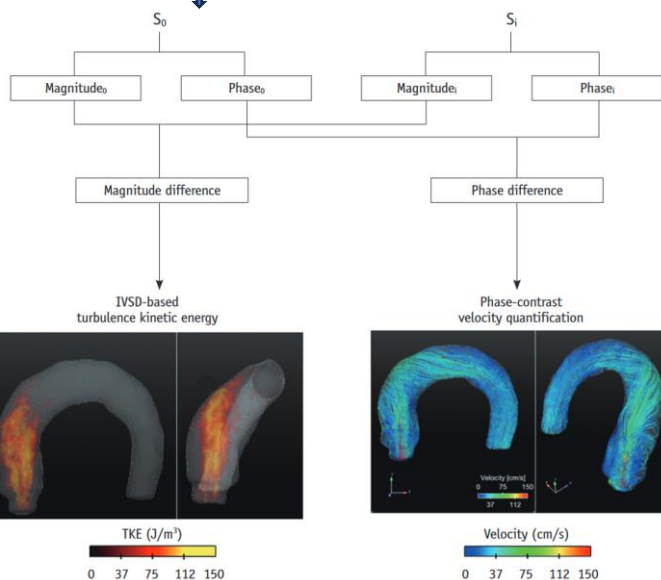 S₀
Sᵢ
Magnitude₀
Phase₀
Magnitudeᵢ
Phaseᵢ
Magnitude difference
Phase difference
IVSD-based
turbulence kinetic energy
Phase-contrast
velocity quantification
Velocity [cm/s]
0 75 150
37 112
TKE (J/m³)
0 37 75 112 150
Velocity (cm/s)
0 37 75 112 150